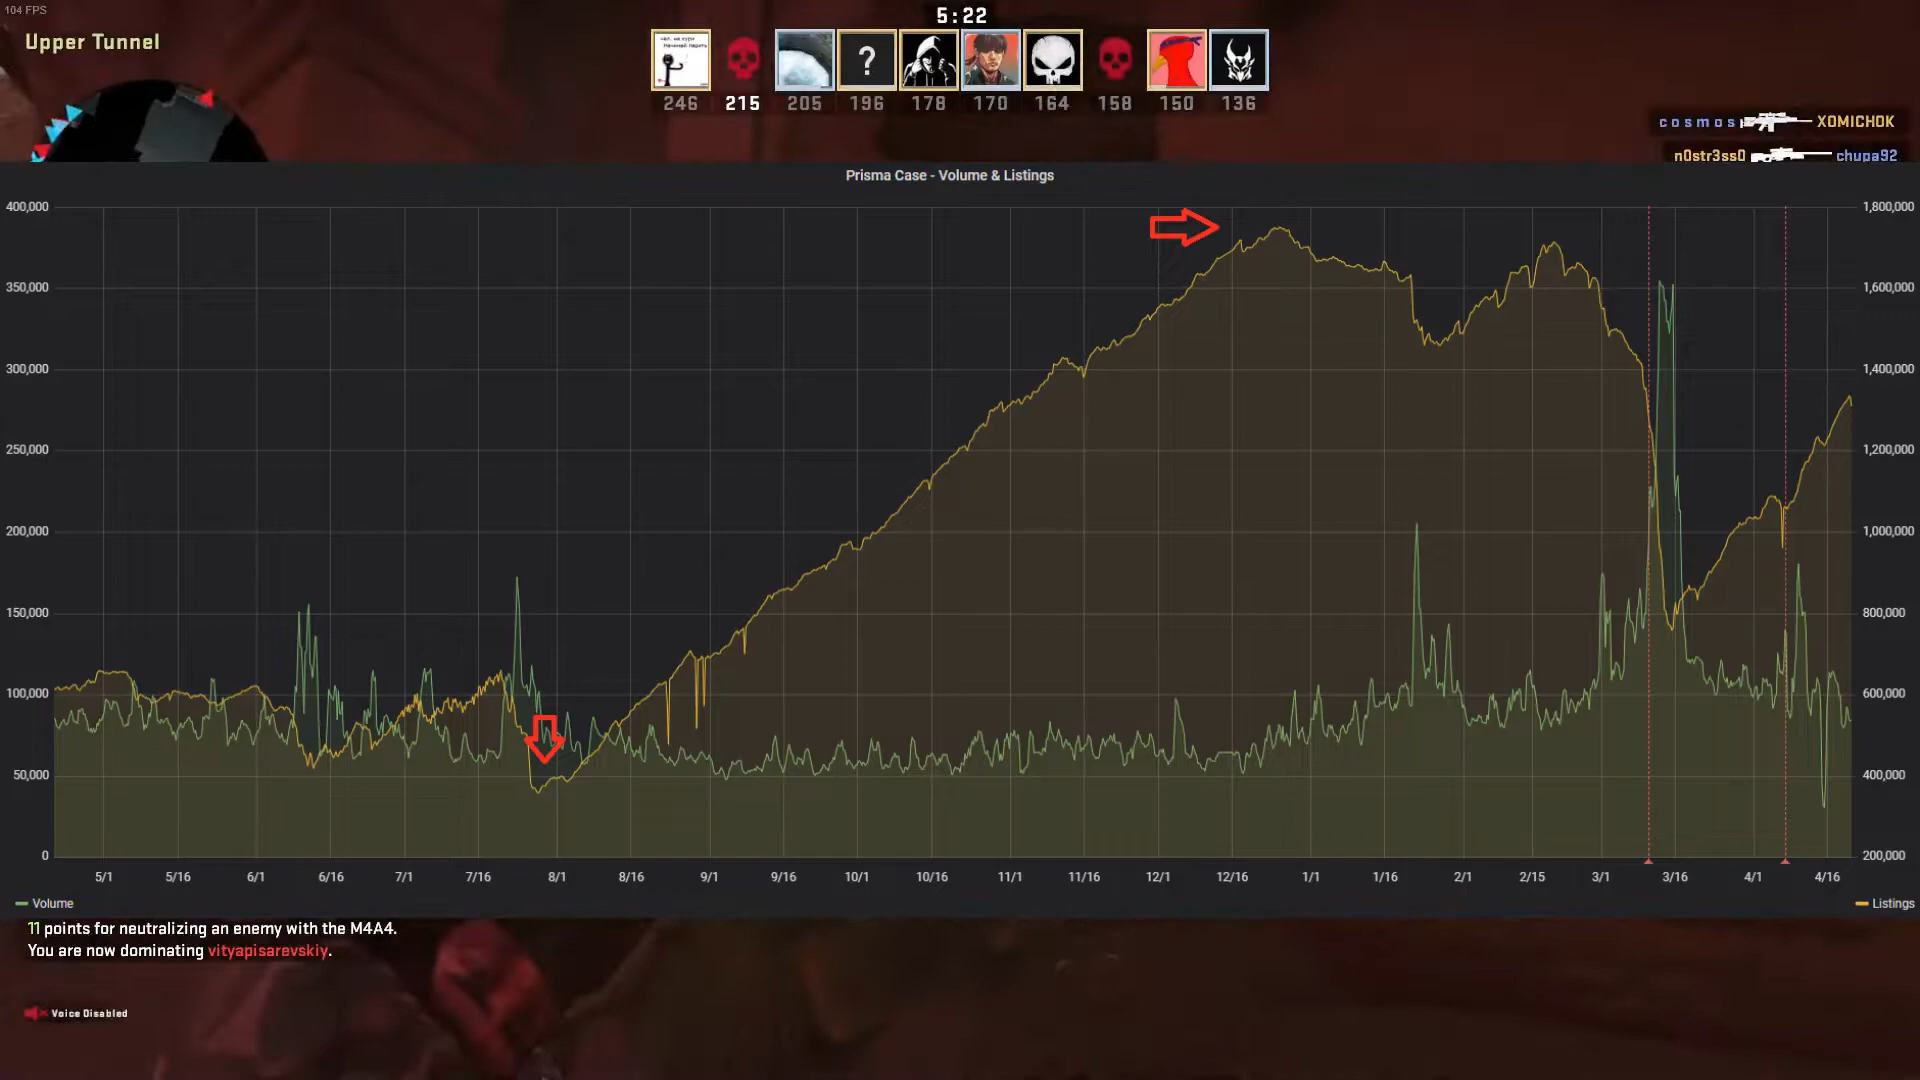 104 FPS
5:22
Upper Tunnel
?
246 215 205 196 178 170 164 158 150 136
cosmos XOMICHOK
n0str3ss0 chupa92
Prisma Case - Volume & Listings
400,000 1,800,000
350,000 1,600,000
300,000 1,400,000
250,000 1,200,000
200,000 1,000,000
150,000 800,000
100,000 600,000
50,000 400,000
0 200,000
5/1 5/16 6/1 6/16 7/1 7/16 8/1 8/16 9/1 9/16 10/1 10/16 11/1 11/16 12/1 12/16 1/1 1/16 2/1 2/15 3/1 3/16 4/1 4/16
Volume Listings
11 points for neutralizing an enemy with the M4A4.
You are now dominating vityapisarevskiy.
Voice Disabled